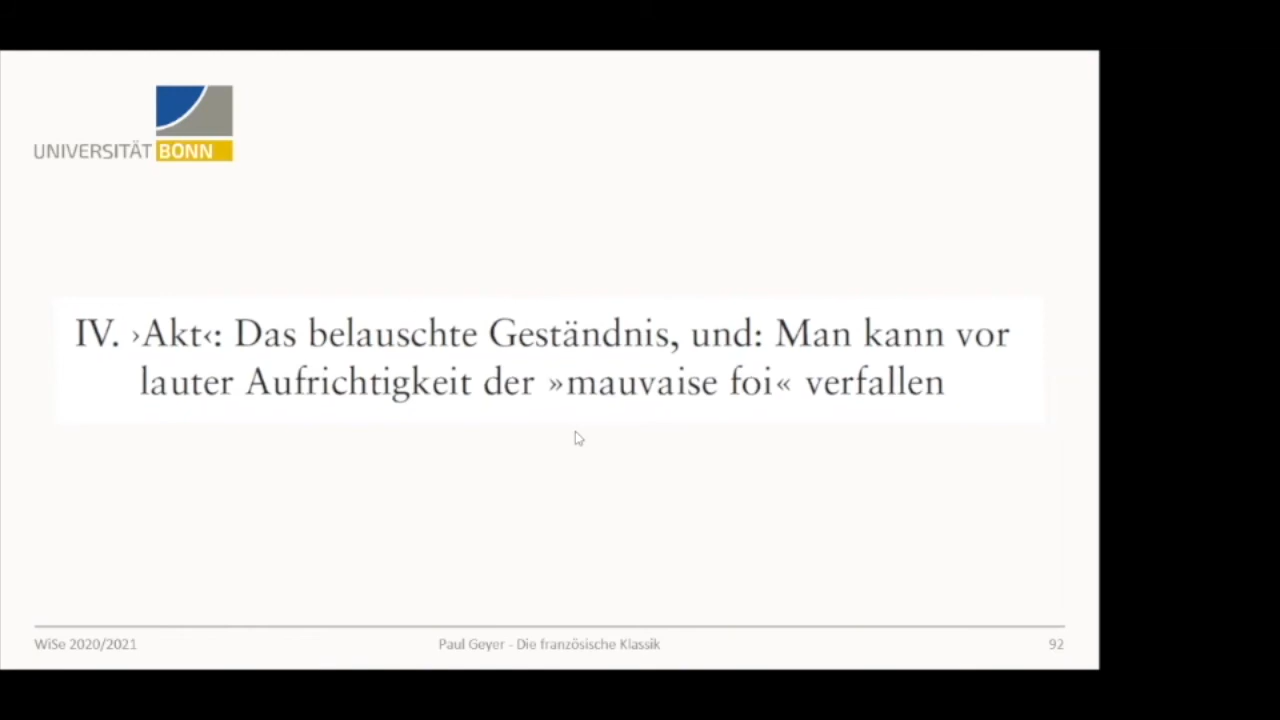 UNIVERSITÄT BONN
IV. ›Akt‹: Das belauschte Geständnis, und: Man kann vor
lauter Aufrichtigkeit der »mauvaise foi« verfallen
WiSe 2020/2021
Paul Geyer - Die französische Klassik
92